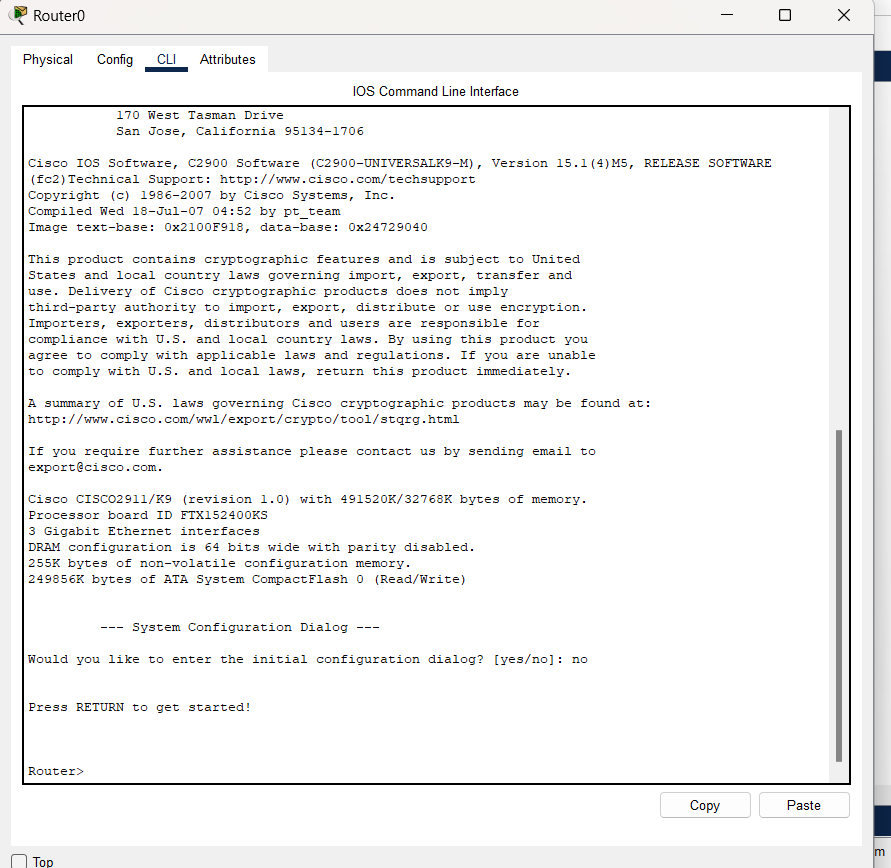 Router0
Physical Config CLI Attributes
IOS Command Line Interface
170 West Tasman Drive
San Jose, California 95134-1706
Cisco IOS Software, C2900 Software (C2900-UNIVERSALK9-M), Version 15.1(4)M5, RELEASE SOFTWARE
(fc2)Technical Support: http://www.cisco.com/techsupport
Copyright (c) 1986-2007 by Cisco Systems, Inc.
Compiled Wed 18-Jul-07 04:52 by pt_team
Image text-base: 0x2100F918, data-base: 0x24729040
This product contains cryptographic features and is subject to United
States and local country laws governing import, export, transfer and
use. Delivery of Cisco cryptographic products does not imply
third-party authority to import, export, distribute or use encryption.
Importers, exporters, distributors and users are responsible for
compliance with U.S. and local country laws. By using this product you
agree to comply with applicable laws and regulations. If you are unable
to comply with U.S. and local laws, return this product immediately.
A summary of U.S. laws governing Cisco cryptographic products may be found at:
http://www.cisco.com/wwl/export/crypto/tool/stqrg.html
If you require further assistance please contact us by sending email to
export@cisco.com.
Cisco CISCO2911/K9 (revision 1.0) with 491520K/32768K bytes of memory.
Processor board ID FTX152400KS
3 Gigabit Ethernet interfaces
DRAM configuration is 64 bits wide with parity disabled.
255K bytes of non-volatile configuration memory.
249856K bytes of ATA System CompactFlash 0 (Read/Write)
--- System Configuration Dialog ---
Would you like to enter the initial configuration dialog? [yes/no]: no
Press RETURN to get started!
Router>
Copy Paste
Top
m